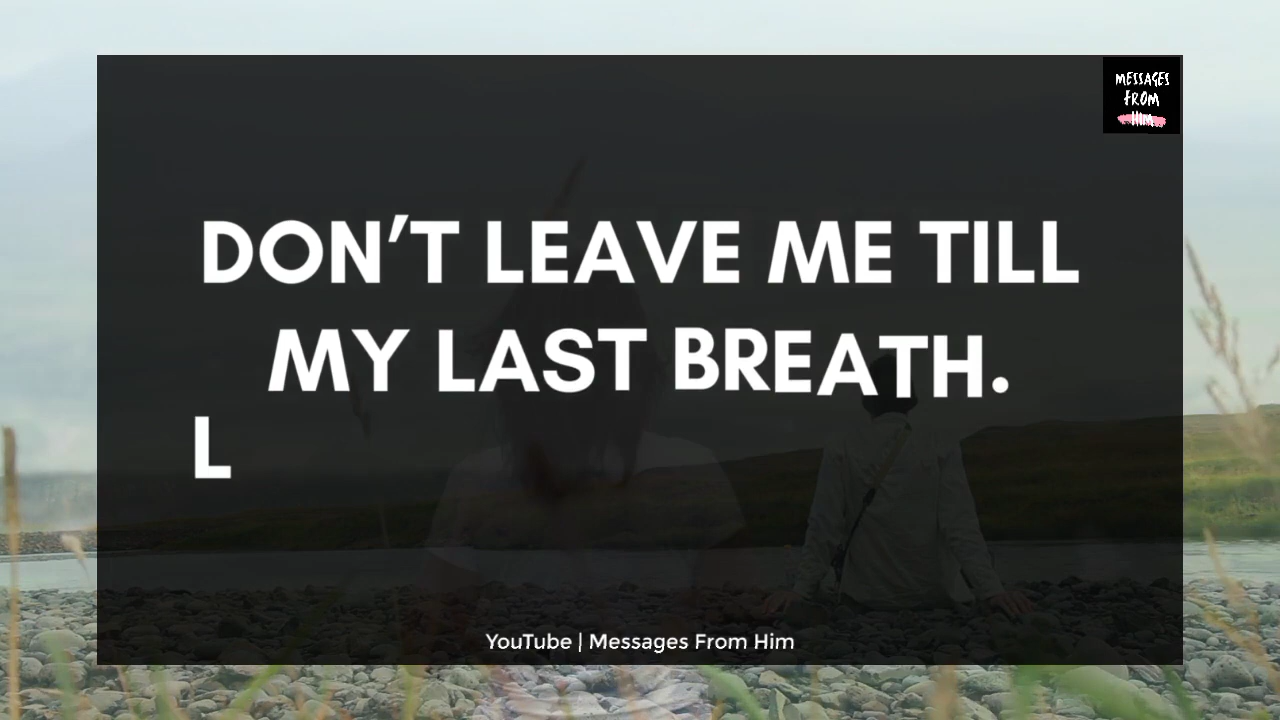 MESSAGES
FROM
HIM
DON'T LEAVE ME TILL
MY LAST BREATH.
L
YouTube | Messages From Him